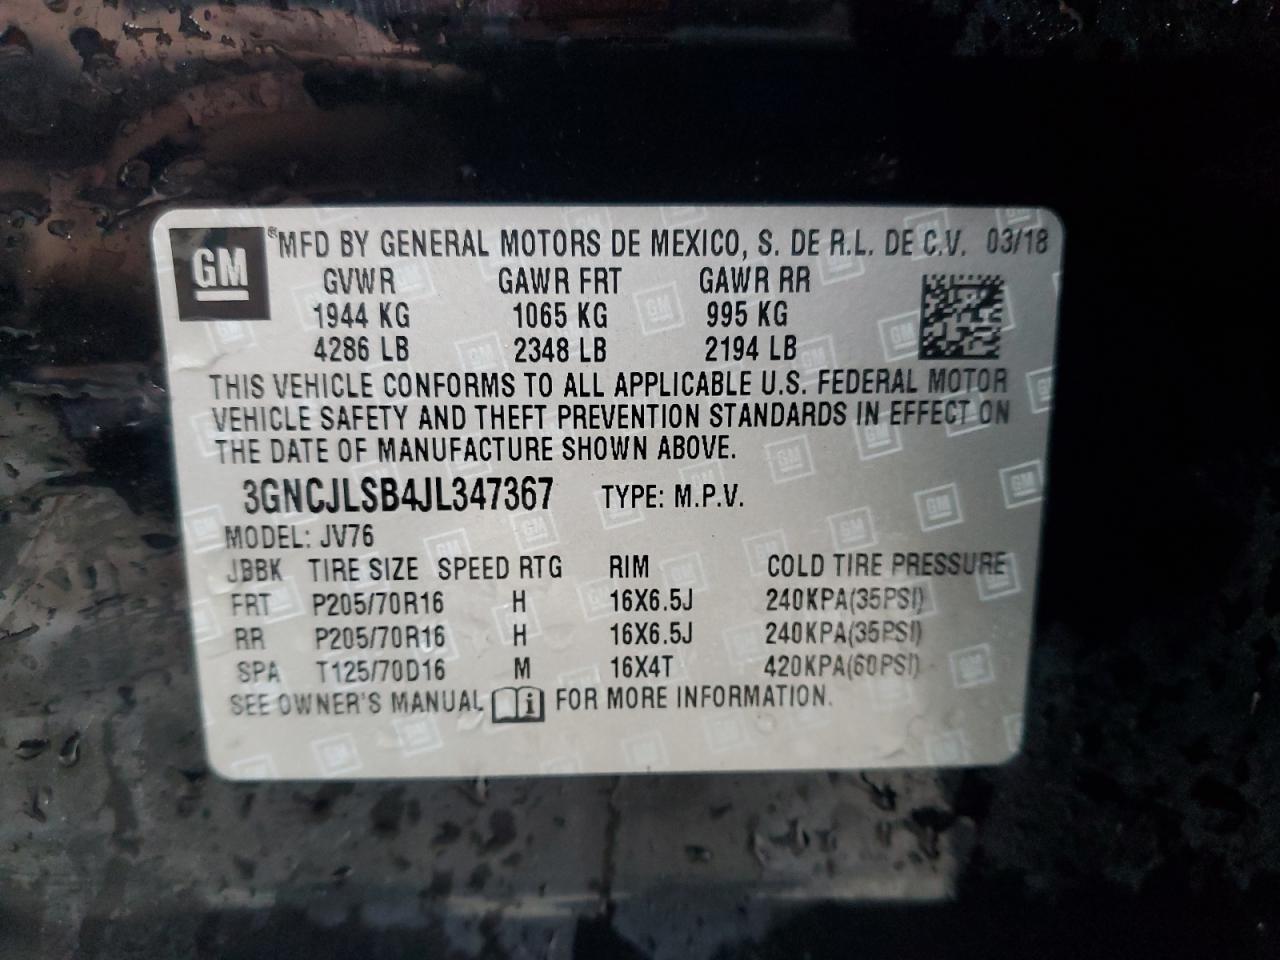 GM ®MFD BY GENERAL MOTORS DE MEXICO, S. DE R.L. DE C.V. 03/18
GVWR GAWR FRT GAWR RR
1944 KG 1065 KG 995 KG
4286 LB 2348 LB 2194 LB
THIS VEHICLE CONFORMS TO ALL APPLICABLE U.S. FEDERAL MOTOR
VEHICLE SAFETY AND THEFT PREVENTION STANDARDS IN EFFECT ON
THE DATE OF MANUFACTURE SHOWN ABOVE.
3GNCJLSB4JL347367 TYPE: M.P.V.
MODEL: JV76
JBBK TIRE SIZE SPEED RTG RIM COLD TIRE PRESSURE
FRT P205/70R16 H 16X6.5J 240KPA(35PSI)
RR P205/70R16 H 16X6.5J 240KPA(35PSI)
SPA T125/70D16 M 16X4T 420KPA(60PSI)
SEE OWNER'S MANUAL i FOR MORE INFORMATION.